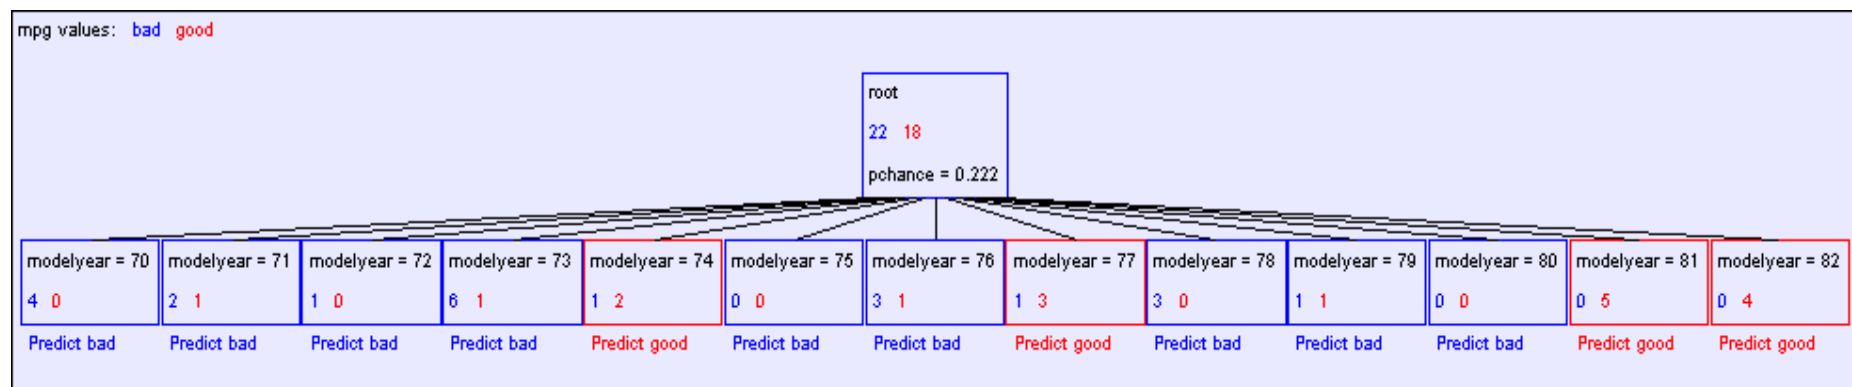 mpg values: bad good
root
22 18
pchance = 0.222
modelyear = 70 modelyear = 71 modelyear = 72 modelyear = 73 modelyear = 74 modelyear = 75 modelyear = 76 modelyear = 77 modelyear = 78 modelyear = 79 modelyear = 80 modelyear = 81 modelyear = 82
4 0 2 1 1 0 6 1 1 2 0 0 3 1 1 3 3 0 1 1 0 0 0 5 0 4
Predict bad Predict bad Predict bad Predict bad Predict good Predict bad Predict bad Predict good Predict bad Predict bad Predict bad Predict good Predict good